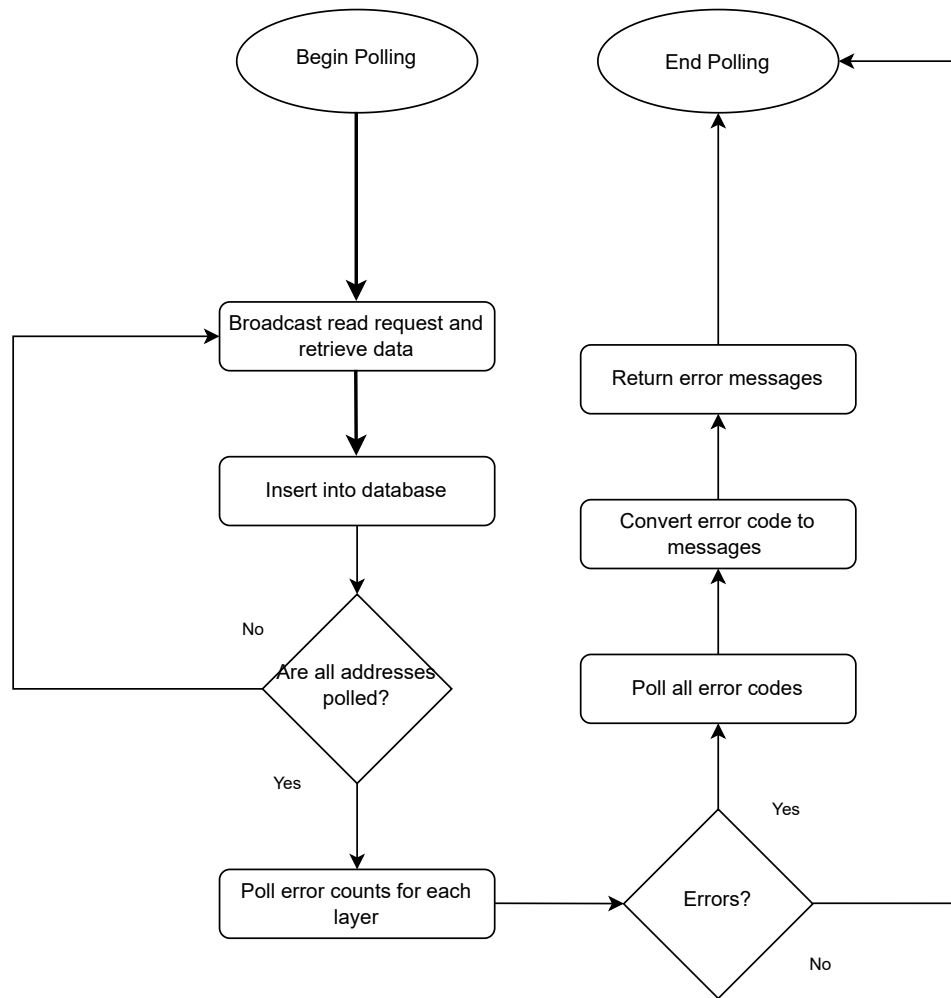 Begin Polling
Broadcast read request and
retrieve data
Insert into database
No
Are all addresses
polled?
Yes
Poll error counts for each
layer
End Polling
Return error messages
Convert error code to
messages
Poll all error codes
Yes
Errors?
No